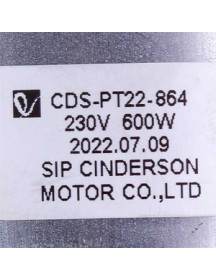 CDS-PT22-864
230V 600W
2022.07.09
SIP CINDERSON
MOTOR CO.,LTD